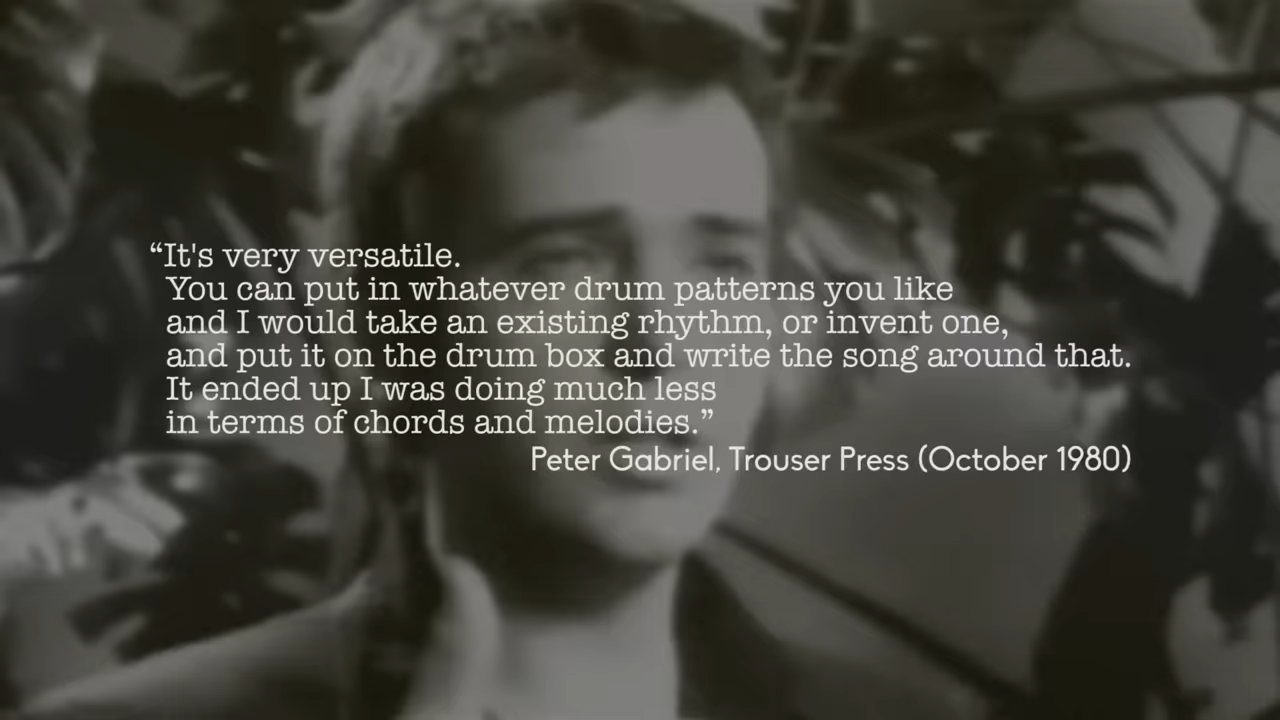 “It's very versatile.
You can put in whatever drum patterns you like
and I would take an existing rhythm, or invent one,
and put it on the drum box and write the song around that.
It ended up I was doing much less
in terms of chords and melodies.”
Peter Gabriel, Trouser Press (October 1980)